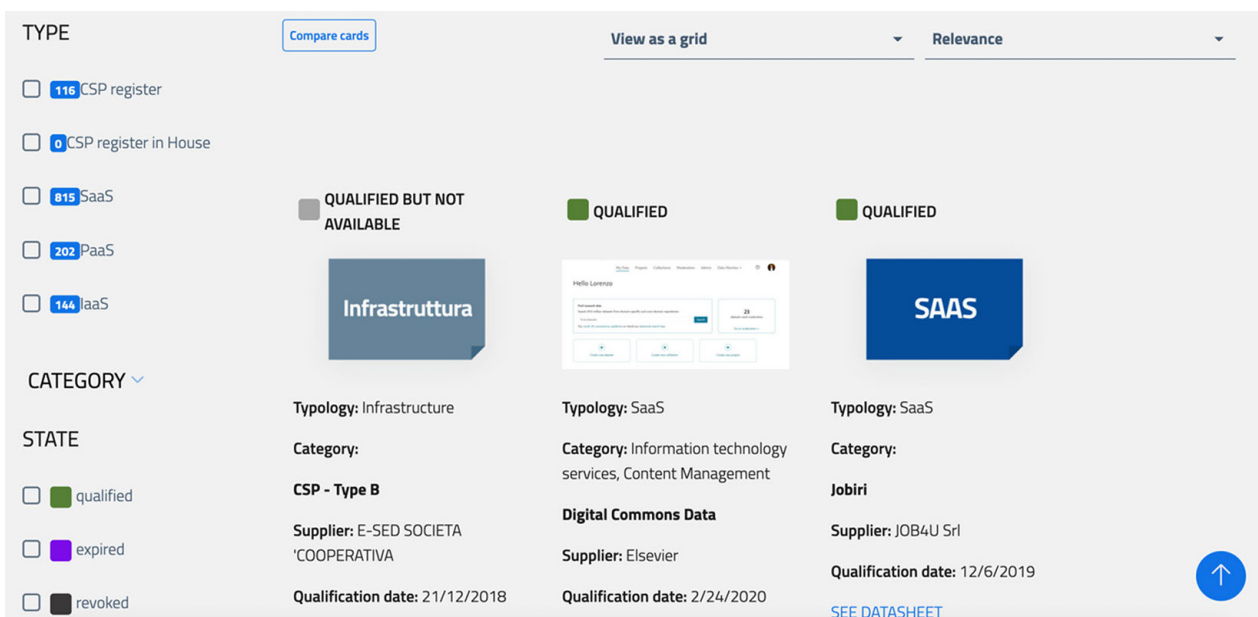 TYPE
Compare cards
View as a grid
Relevance
116 CSP register
0 CSP register in House
815 SaaS
202 PaaS
144 IaaS
CATEGORY
STATE
qualified
expired
revoked
QUALIFIED BUT NOT
AVAILABLE
Infrastruttura
Typology: Infrastructure
Category:
CSP - Type B
Supplier: E-SED SOCIETA
'COOPERATIVA
Qualification date: 21/12/2018
QUALIFIED
Hello Lorenzo
23
Typology: SaaS
Category: Information technology
services, Content Management
Digital Commons Data
Supplier: Elsevier
Qualification date: 2/24/2020
QUALIFIED
SAAS
Typology: SaaS
Category:
Jobiri
Supplier: JOB4U Srl
Qualification date: 12/6/2019
SEE DATASHEET